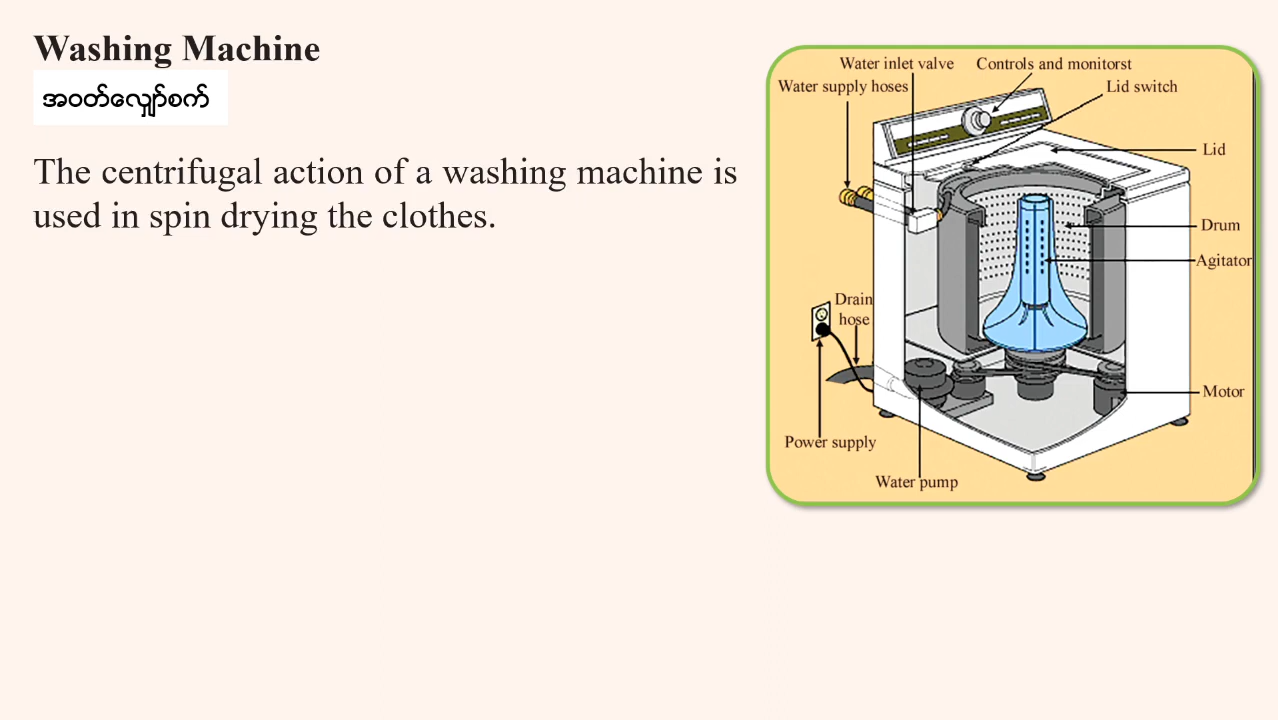 Washing Machine
အဝတ်လျှော်စက်
The centrifugal action of a washing machine is
used in spin drying the clothes.
Water inlet valve
Controls and monitorst
Water supply hoses
Lid switch
Lid
Drum
Agitator
Drain
hose
Motor
Power supply
Water pump